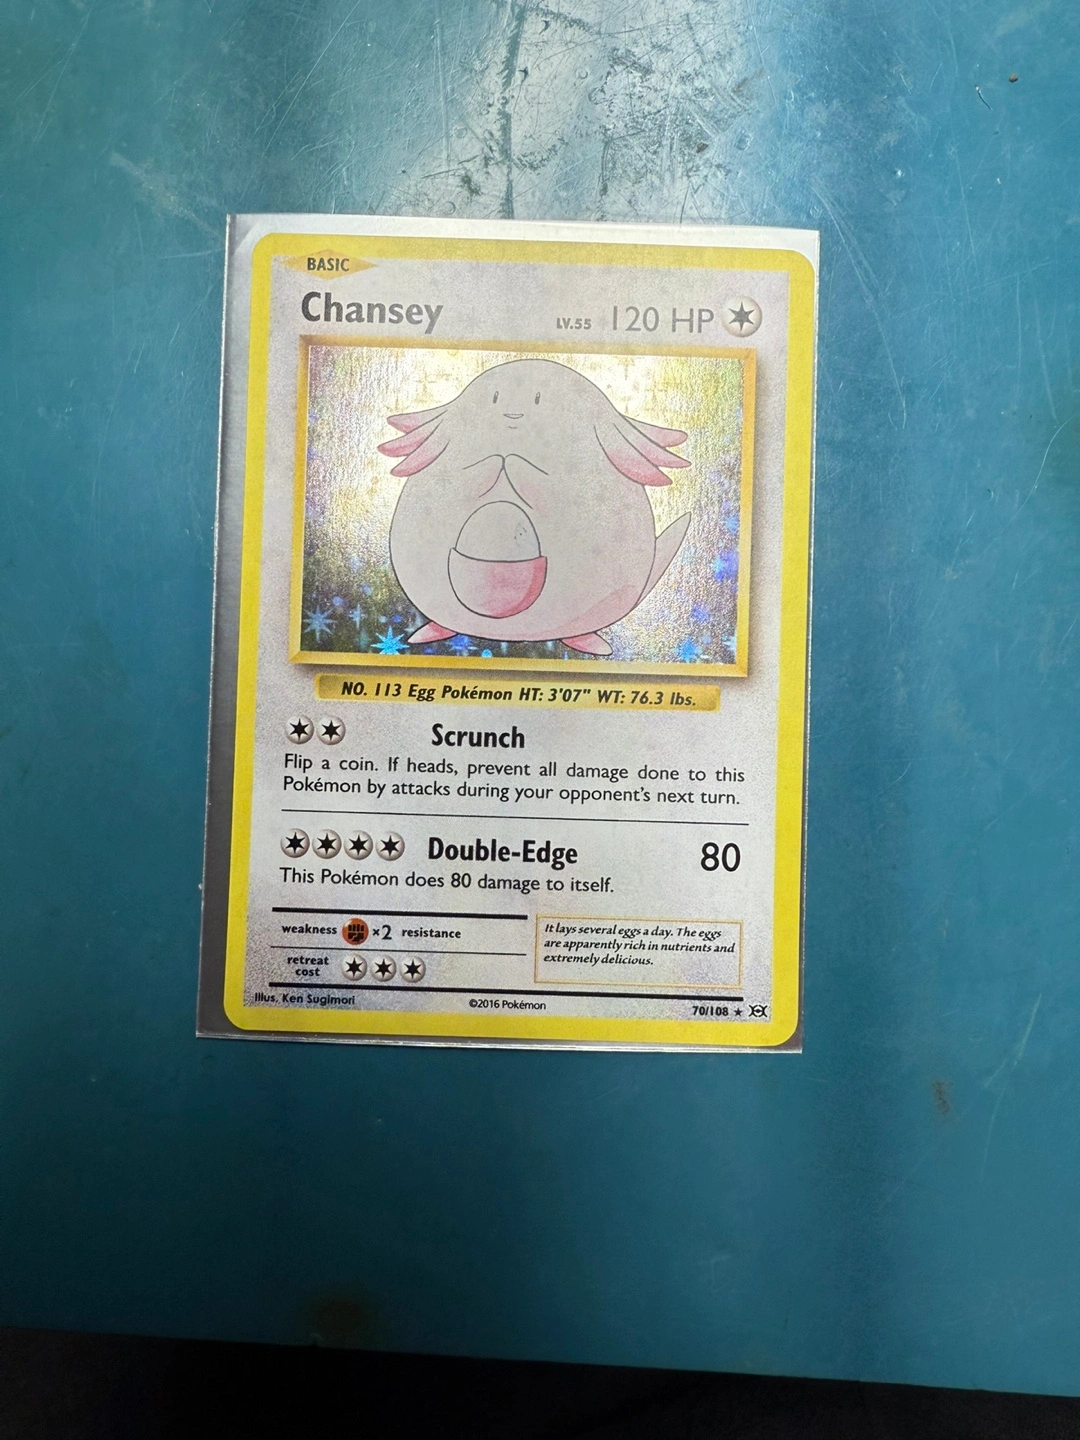 BASIC
Chansey LV.55 120 HP
NO. 113 Egg Pokémon HT: 3'07" WT: 76.3 lbs.
Scrunch
Flip a coin. If heads, prevent all damage done to this
Pokémon by attacks during your opponent's next turn.
Double-Edge 80
This Pokémon does 80 damage to itself.
weakness ×2 resistance
retreat
cost
It lays several eggs a day. The eggs
are apparently rich in nutrients and
extremely delicious.
Illus. Ken Sugimori ©2016 Pokémon 70/108